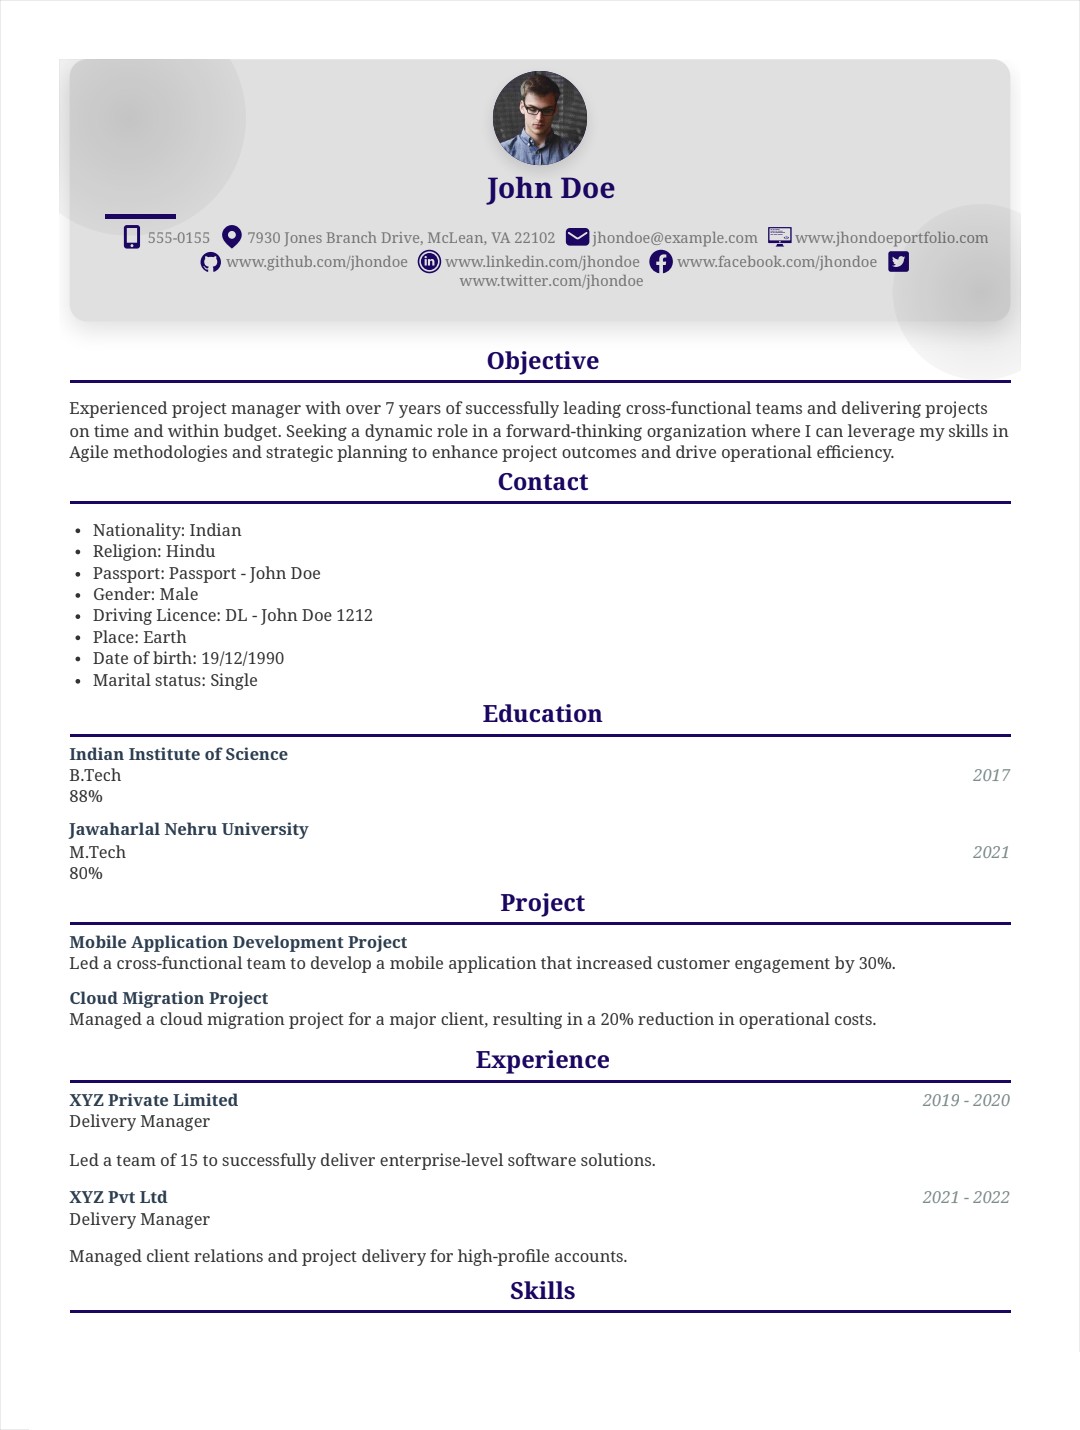 John Doe
555-0155 7930 Jones Branch Drive, McLean, VA 22102 jhondoe@example.com www.jhondoeportfolio.com
www.github.com/jhondoe www.linkedin.com/jhondoe www.facebook.com/jhondoe
www.twitter.com/jhondoe
Objective
Experienced project manager with over 7 years of successfully leading cross-functional teams and delivering projects
on time and within budget. Seeking a dynamic role in a forward-thinking organization where I can leverage my skills in
Agile methodologies and strategic planning to enhance project outcomes and drive operational efficiency.
Contact
• Nationality: Indian
• Religion: Hindu
• Passport: Passport - John Doe
• Gender: Male
• Driving Licence: DL - John Doe 1212
• Place: Earth
• Date of birth: 19/12/1990
• Marital status: Single
Education
Indian Institute of Science
B.Tech 2017
88%
Jawaharlal Nehru University
M.Tech 2021
80%
Project
Mobile Application Development Project
Led a cross-functional team to develop a mobile application that increased customer engagement by 30%.
Cloud Migration Project
Managed a cloud migration project for a major client, resulting in a 20% reduction in operational costs.
Experience
XYZ Private Limited 2019 - 2020
Delivery Manager
Led a team of 15 to successfully deliver enterprise-level software solutions.
XYZ Pvt Ltd 2021 - 2022
Delivery Manager
Managed client relations and project delivery for high-profile accounts.
Skills